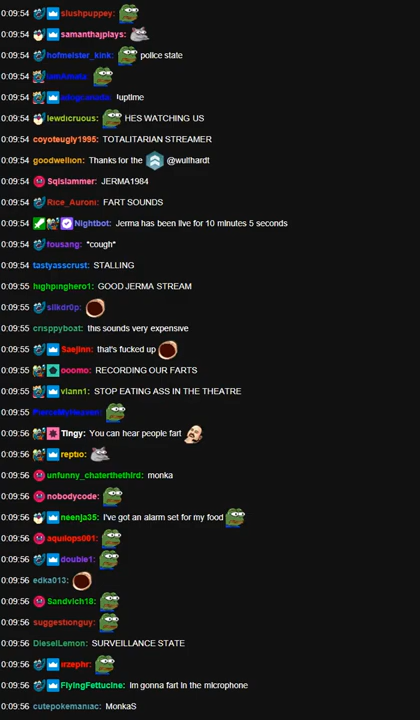 0:09:54 slushpuppey:
0:09:54 samanthajplays:
0:09:54 hofmeister_kink: police state
0:09:54
0:09:54 !uptime
0:09:54 lewdicruous: HES WATCHING US
0:09:54 coyoteugly1995: TOTALITARIAN STREAMER
0:09:54 goodwellion: Thanks for the @wullhardt
0:09:54 Sqlslammer: JERMA1984
0:09:54 Rice_Auroni: FART SOUNDS
0:09:54 Nightbot: Jerma has been live for 10 minutes 5 seconds
0:09:54 fousang: *cough*
0:09:54 tastyasscrust: STALLING
0:09:55 highpinghero1: GOOD JERMA STREAM
0:09:55 silkdr0p:
0:09:55 crisppyboat: this sounds very expensive
0:09:55 Saejinn: that's fucked up
0:09:55 ooomo: RECORDING OUR FARTS
0:09:55 vlann1: STOP EATING ASS IN THE THEATRE
0:09:55 PierceMyHeaven:
0:09:56 Tingy: You can hear people fart
0:09:56 reptio:
0:09:56 unfunny_chaterthethird: monka
0:09:56 nobodycode:
0:09:56 neenja35: I've got an alarm set for my food
0:09:56 aquilops001:
0:09:56 double1:
0:09:56 edka013:
0:09:56 Sandvich18:
0:09:56 suggestionguy:
0:09:56 DieselLemon: SURVEILLANCE STATE
0:09:56 irzephr:
0:09:56 FlyingFettucine: im gonna fart in the microphone
0:09:56 cutepokemaniac: MonkaS